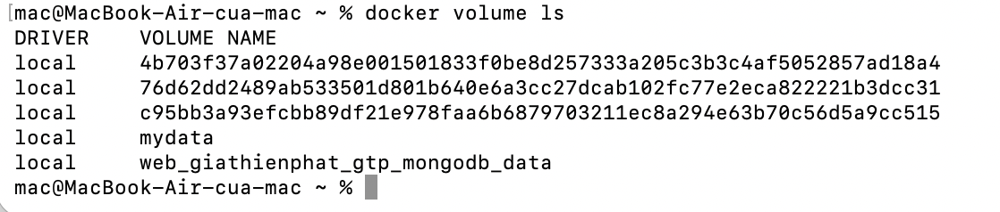 [mac@MacBook-Air-cua-mac ~ % docker volume ls
DRIVER    VOLUME NAME
local     4b703f37a02204a98e001501833f0be8d257333a205c3b3c4af5052857ad18a4
local     76d62dd2489ab533501d801b640e6a3cc27dcab102fc77e2eca822221b3dcc31
local     c95bb3a93efcbb89df21e978faa6b6879703211ec8a294e63b70c56d5a9cc515
local     mydata
local     web_giathienphat_gtp_mongodb_data
mac@MacBook-Air-cua-mac ~ %